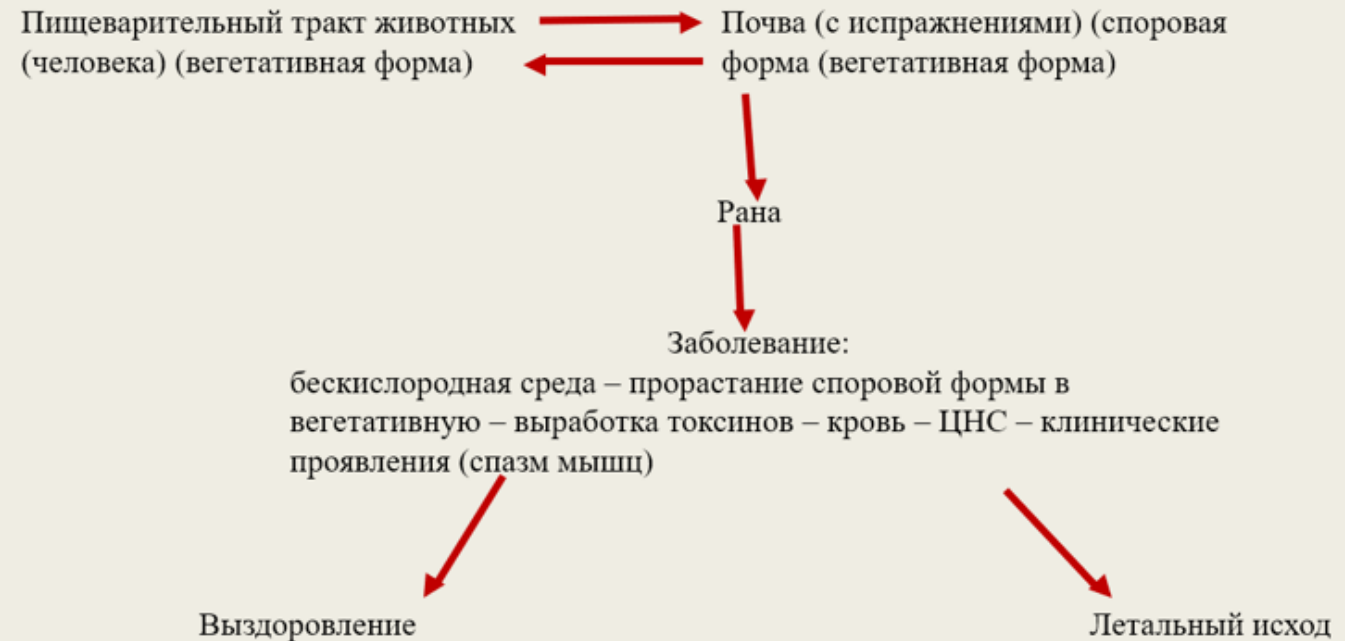 Пищеварительный тракт животных
(человека) (вегетативная форма)
Почва (с испражнениями) (споровая
форма (вегетативная форма)
Рана
Заболевание:
бескислородная среда – прорастание споровой формы в
вегетативную – выработка токсинов – кровь – ЦНС – клинические
проявления (спазм мышц)
Выздоровление
Летальный исход